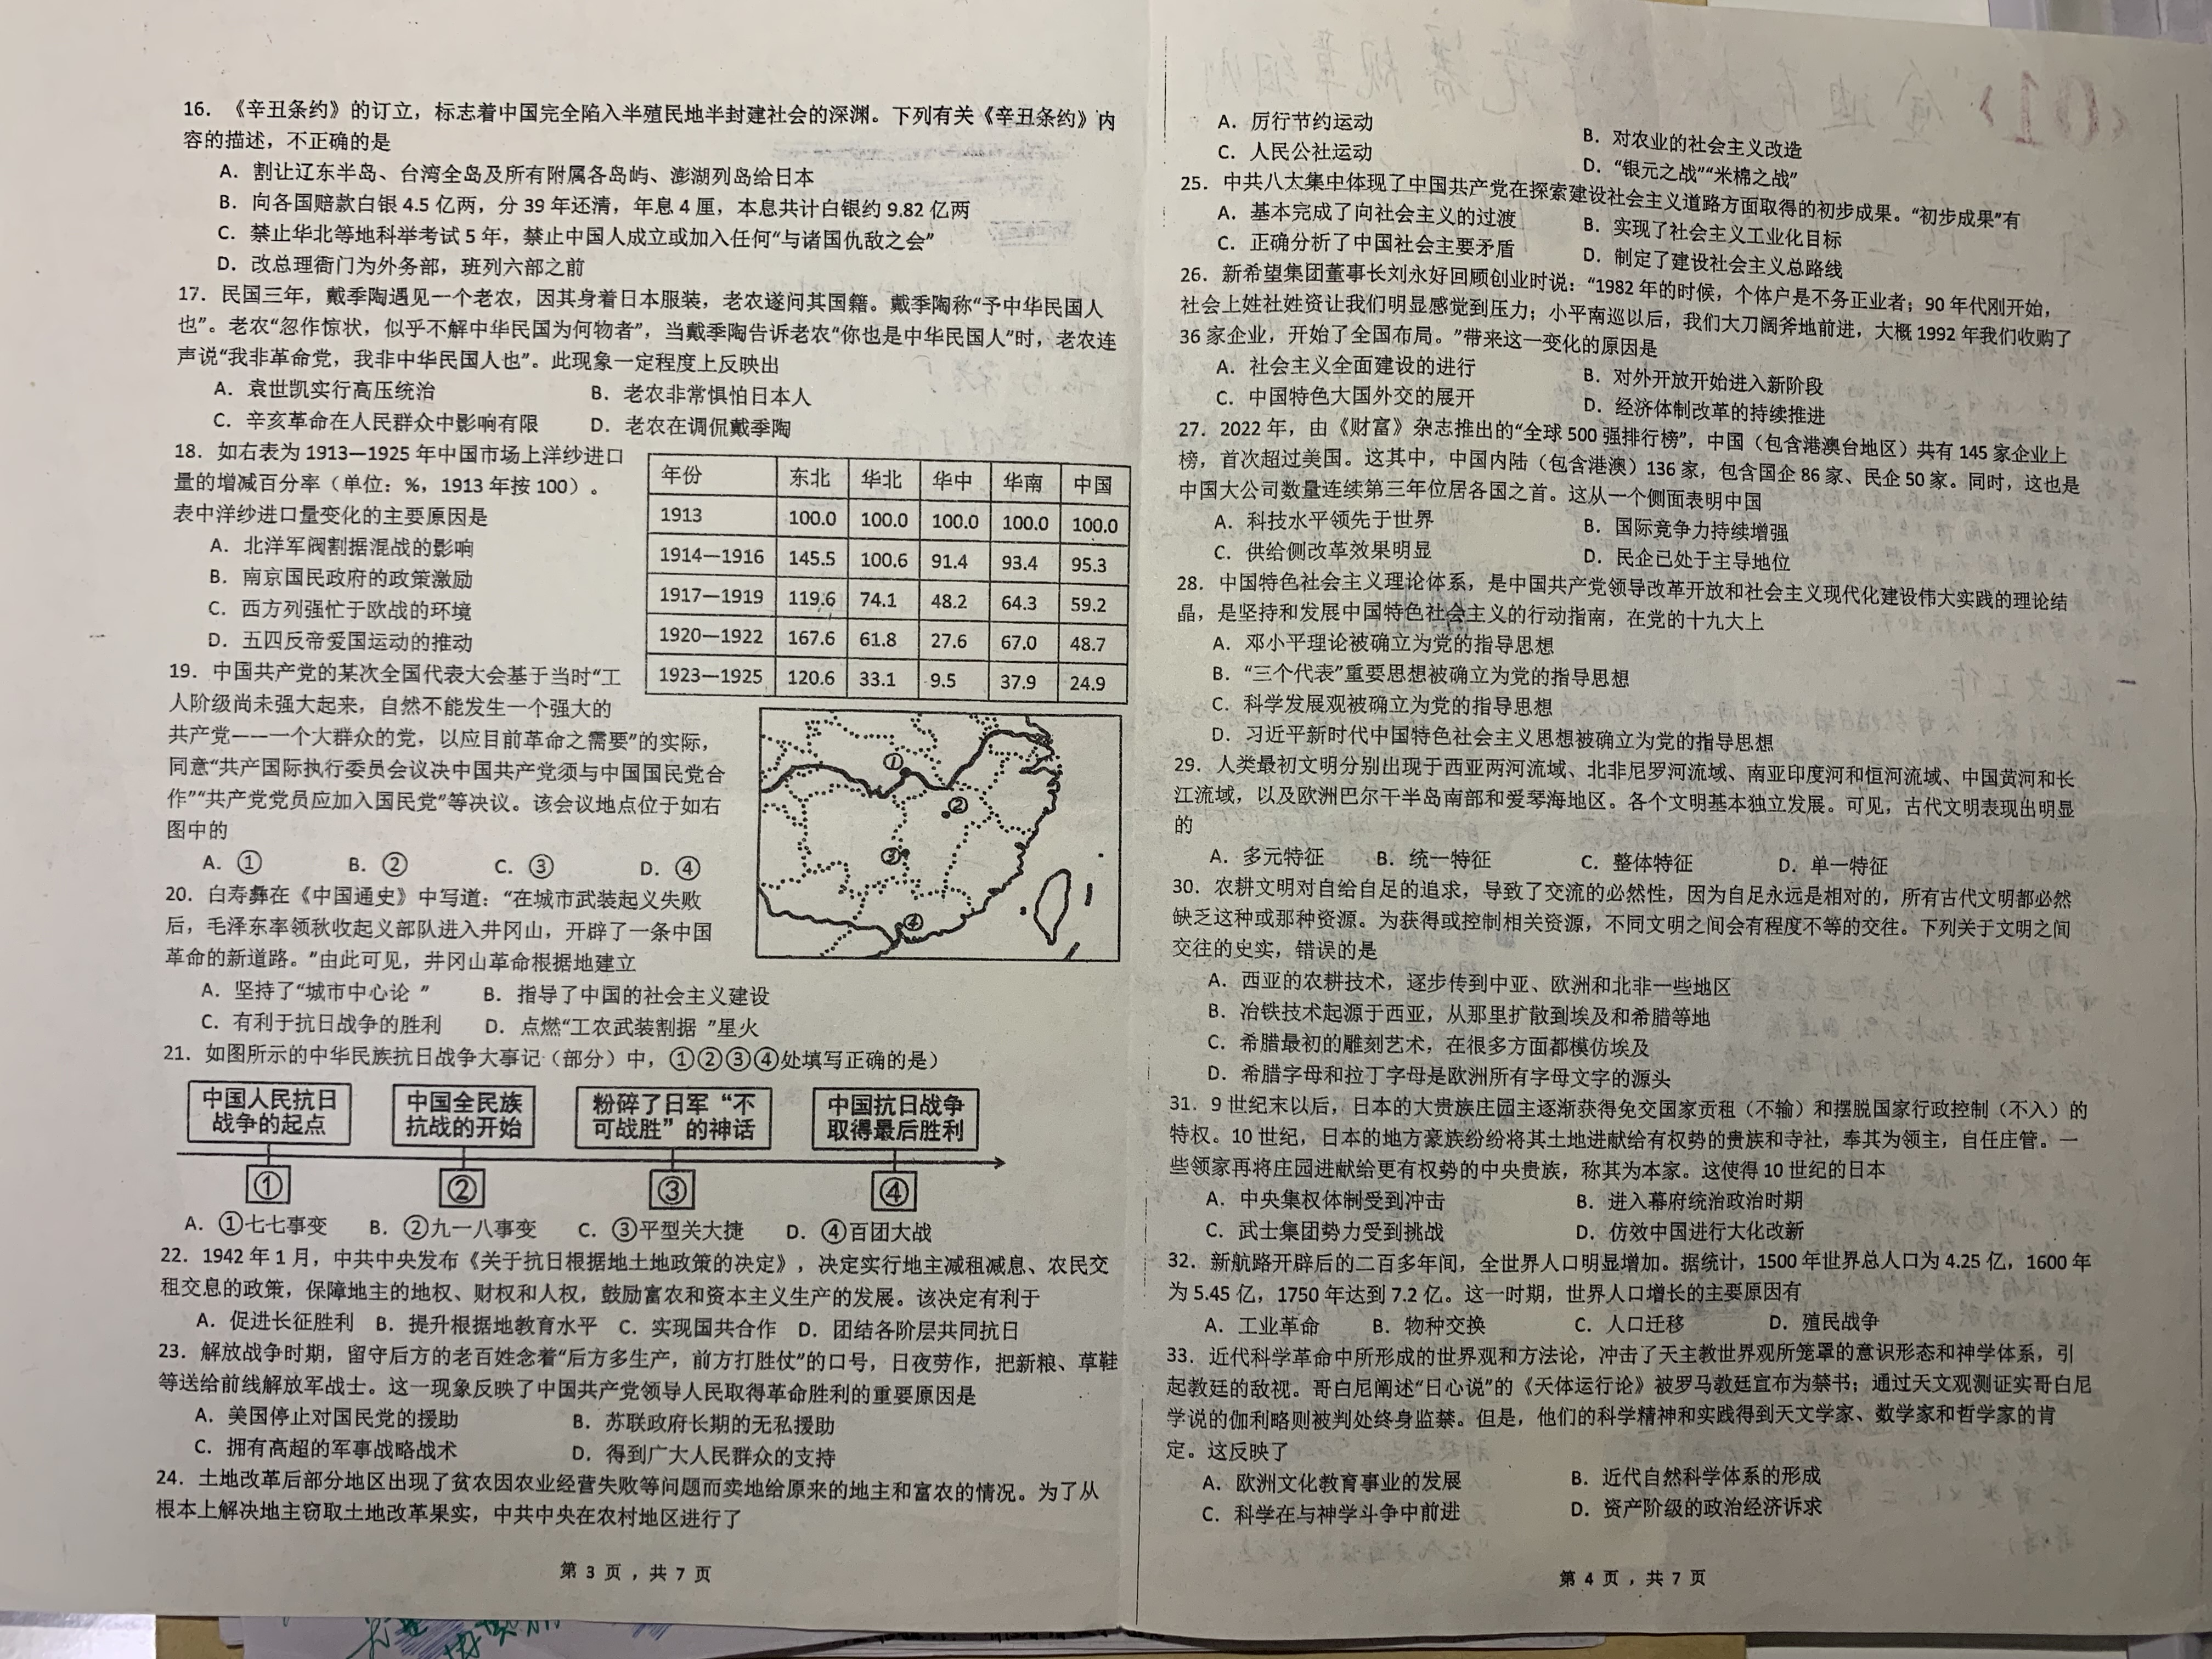 16. 《辛丑条约》的订立，标志着中国完全陷入半殖民地半封建社会的深渊。下列有关《辛丑条约》内
容的描述，不正确的是
A. 割让辽东半岛、台湾全岛及所有附属各岛屿、澎湖列岛给日本
B. 向各国赔款白银 4.5 亿两，分 39 年还清，年息 4 厘，本息共计白银约 9.82 亿两
C. 禁止华北等地科举考试 5 年，禁止中国人成立或加入任何“与诸国仇敌之会”
D. 改总理衙门为外务部，班列六部之前
17. 民国三年，戴季陶遇见一个老农，因其身着日本服装，老农遂问其国籍。戴季陶称“予中华民国人
也”。老农“忽作惊状，似乎不解中华民国为何物者”，当戴季陶告诉老农“你也是中华民国人”时，老农连
声说“我非革命党，我非中华民国人也”。此现象一定程度上反映出
A. 袁世凯实行高压统治 B. 老农非常惧怕日本人
C. 辛亥革命在人民群众中影响有限 D. 老农在调侃戴季陶
18. 如右表为 1913—1925 年中国市场上洋纱进口
量的增减百分率（单位：%，1913 年按 100）。
表中洋纱进口量变化的主要原因是
A. 北洋军阀割据混战的影响
B. 南京国民政府的政策激励
C. 西方列强忙于欧战的环境
D. 五四反帝爱国运动的推动
年份 东北 华北 华中 华南 中国
1913 100.0 100.0 100.0 100.0 100.0
1914—1916 145.5 100.6 91.4 93.4 95.3
1917—1919 119.6 74.1 48.2 64.3 59.2
1920—1922 167.6 61.8 27.6 67.0 48.7
1923—1925 120.6 33.1 9.5 37.9 24.9
19. 中国共产党的某次全国代表大会基于当时“工
人阶级尚未强大起来，自然不能发生一个强大的
共产党——一个大群众的党，以应目前革命之需要”的实际，
同意“共产国际执行委员会议决中国共产党须与中国国民党合
作”“共产党党员应加入国民党”等决议。该会议地点位于如右
图中的
A. ① B. ② C. ③ D. ④
①
②
③
④
20. 白寿彝在《中国通史》中写道：“在城市武装起义失败
后，毛泽东率领秋收起义部队进入井冈山，开辟了一条中国
革命的新道路。”由此可见，井冈山革命根据地建立
A. 坚持了“城市中心论 ” B. 指导了中国的社会主义建设
C. 有利于抗日战争的胜利 D. 点燃“工农武装割据 ”星火
21. 如图所示的中华民族抗日战争大事记（部分）中，①②③④处填写正确的是）
中国人民抗日 中国全民族 粉碎了日军“不 中国抗日战争
战争的起点 抗战的开始 可战胜”的神话 取得最后胜利
① ② ③ ④
A. ①七七事变 B. ②九一八事变 C. ③平型关大捷 D. ④百团大战
22. 1942 年 1 月，中共中央发布《关于抗日根据地土地政策的决定》，决定实行地主减租减息、农民交
租交息的政策，保障地主的地权、财权和人权，鼓励富农和资本主义生产的发展。该决定有利于
A. 促进长征胜利 B. 提升根据地教育水平 C. 实现国共合作 D. 团结各阶层共同抗日
23. 解放战争时期，留守后方的老百姓念着“后方多生产，前方打胜仗”的口号，日夜劳作，把新粮、草鞋
等送给前线解放军战士。这一现象反映了中国共产党领导人民取得革命胜利的重要原因是
A. 美国停止对国民党的援助 B. 苏联政府长期的无私援助
C. 拥有高超的军事战略战术 D. 得到广大人民群众的支持
24. 土地改革后部分地区出现了贫农因农业经营失败等问题而卖地给原来的地主和富农的情况。为了从
根本上解决地主窃取土地改革果实，中共中央在农村地区进行了
第 3 页，共 7 页
A. 厉行节约运动 B. 对农业的社会主义改造
C. 人民公社运动 D. “银元之战”“米棉之战”
25. 中共八大集中体现了中国共产党在探索建设社会主义道路方面取得的初步成果。“初步成果”有
A. 基本完成了向社会主义的过渡 B. 实现了社会主义工业化目标
C. 正确分析了中国社会主要矛盾 D. 制定了建设社会主义总路线
26. 新希望集团董事长刘永好回顾创业时说：“1982 年的时候，个体户是不务正业者；90 年代刚开始，
社会上姓社姓资让我们明显感觉到压力；小平南巡以后，我们大刀阔斧地前进，大概 1992 年我们收购了
36 家企业，开始了全国布局。”带来这一变化的原因是
A. 社会主义全面建设的进行 B. 对外开放开始进入新阶段
C. 中国特色大国外交的展开 D. 经济体制改革的持续推进
27. 2022 年，由《财富》杂志推出的“全球 500 强排行榜”，中国（包含港澳台地区）共有 145 家企业上
榜，首次超过美国。这其中，中国内陆（包含港澳）136 家，包含国企 86 家、民企 50 家。同时，这也是
中国大公司数量连续第三年位居各国之首。这从一个侧面表明中国
A. 科技水平领先于世界 B. 国际竞争力持续增强
C. 供给侧改革效果明显 D. 民企已处于主导地位
28. 中国特色社会主义理论体系，是中国共产党领导改革开放和社会主义现代化建设伟大实践的理论结
晶，是坚持和发展中国特色社会主义的行动指南，在党的十九大上
A. 邓小平理论被确立为党的指导思想
B. “三个代表”重要思想被确立为党的指导思想
C. 科学发展观被确立为党的指导思想
D. 习近平新时代中国特色社会主义思想被确立为党的指导思想
29. 人类最初文明分别出现于西亚两河流域、北非尼罗河流域、南亚印度河和恒河流域、中国黄河和长
江流域，以及欧洲巴尔干半岛南部和爱琴海地区。各个文明基本独立发展。可见，古代文明表现出明显
的
A. 多元特征 B. 统一特征 C. 整体特征 D. 单一特征
30. 农耕文明对自给自足的追求，导致了交流的必然性，因为自足永远是相对的，所有古代文明都必然
缺乏这种或那种资源。为获得或控制相关资源，不同文明之间会有程度不等的交往。下列关于文明之间
交往的史实，错误的是
A. 西亚的农耕技术，逐步传到中亚、欧洲和北非一些地区
B. 冶铁技术起源于西亚，从那里扩散到埃及和希腊等地
C. 希腊最初的雕刻艺术，在很多方面都模仿埃及
D. 希腊字母和拉丁字母是欧洲所有字母文字的源头
31. 9 世纪末以后，日本的大贵族庄园主逐渐获得免交国家贡租（不输）和摆脱国家行政控制（不入）的
特权。10 世纪，日本的地方豪族纷纷将其土地进献给有权势的贵族和寺社，奉其为领主，自任庄管。一
些领家再将庄园进献给更有权势的中央贵族，称其为本家。这使得 10 世纪的日本
A. 中央集权体制受到冲击 B. 进入幕府统治政治时期
C. 武士集团势力受到挑战 D. 仿效中国进行大化改新
32. 新航路开辟后的二百多年间，全世界人口明显增加。据统计，1500 年世界总人口为 4.25 亿，1600 年
为 5.45 亿，1750 年达到 7.2 亿。这一时期，世界人口增长的主要原因有
A. 工业革命 B. 物种交换 C. 人口迁移 D. 殖民战争
33. 近代科学革命中所形成的世界观和方法论，冲击了天主教世界观所笼罩的意识形态和神学体系，引
起教廷的敌视。哥白尼阐述“日心说”的《天体运行论》被罗马教廷宣布为禁书；通过天文观测证实哥白尼
学说的伽利略则被判处终身监禁。但是，他们的科学精神和实践得到天文学家、数学家和哲学家的肯
定。这反映了
A. 欧洲文化教育事业的发展 B. 近代自然科学体系的形成
C. 科学在与神学斗争中前进 D. 资产阶级的政治经济诉求
第 4 页，共 7 页